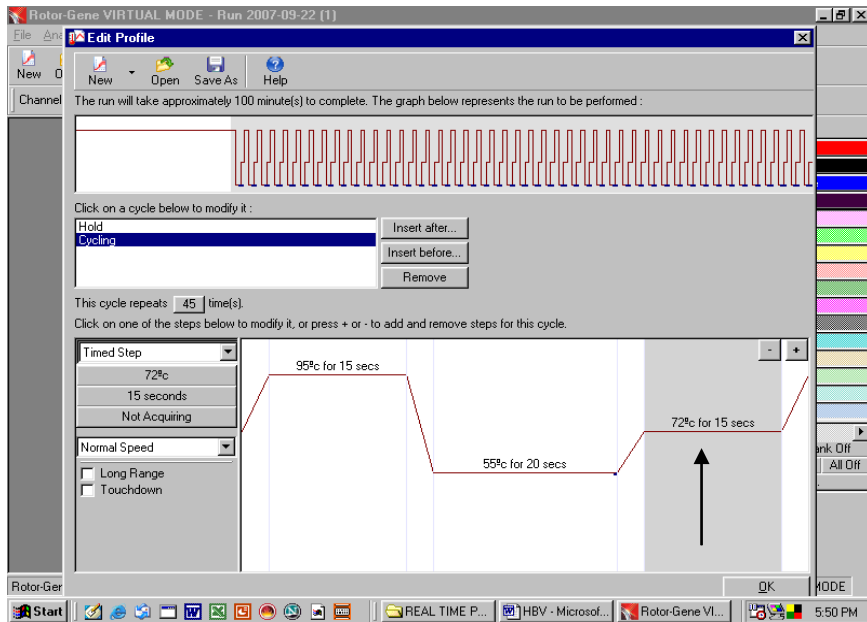 Rotor-Gene VIRTUAL MODE - Run 2007-09-22 (1)
File Ana
Edit Profile
New
New Open Save As Help
Channel
The run will take approximately 100 minute(s) to complete. The graph below represents the run to be performed :
Click on a cycle below to modify it :
Hold
Cycling
Insert after...
Insert before...
Remove
This cycle repeats 45 time(s).
Click on one of the steps below to modify it, or press + or - to add and remove steps for this cycle.
Timed Step
- +
72ºc
15 seconds
Not Acquiring
Normal Speed
Long Range
Touchdown
95ºc for 15 secs
55ºc for 20 secs
72ºc for 15 secs
ank Off
All Off
OK
Rotor-Ger
MODE
Start
REAL TIME P...
HBV - Microsof...
Rotor-Gene VI...
5:50 PM